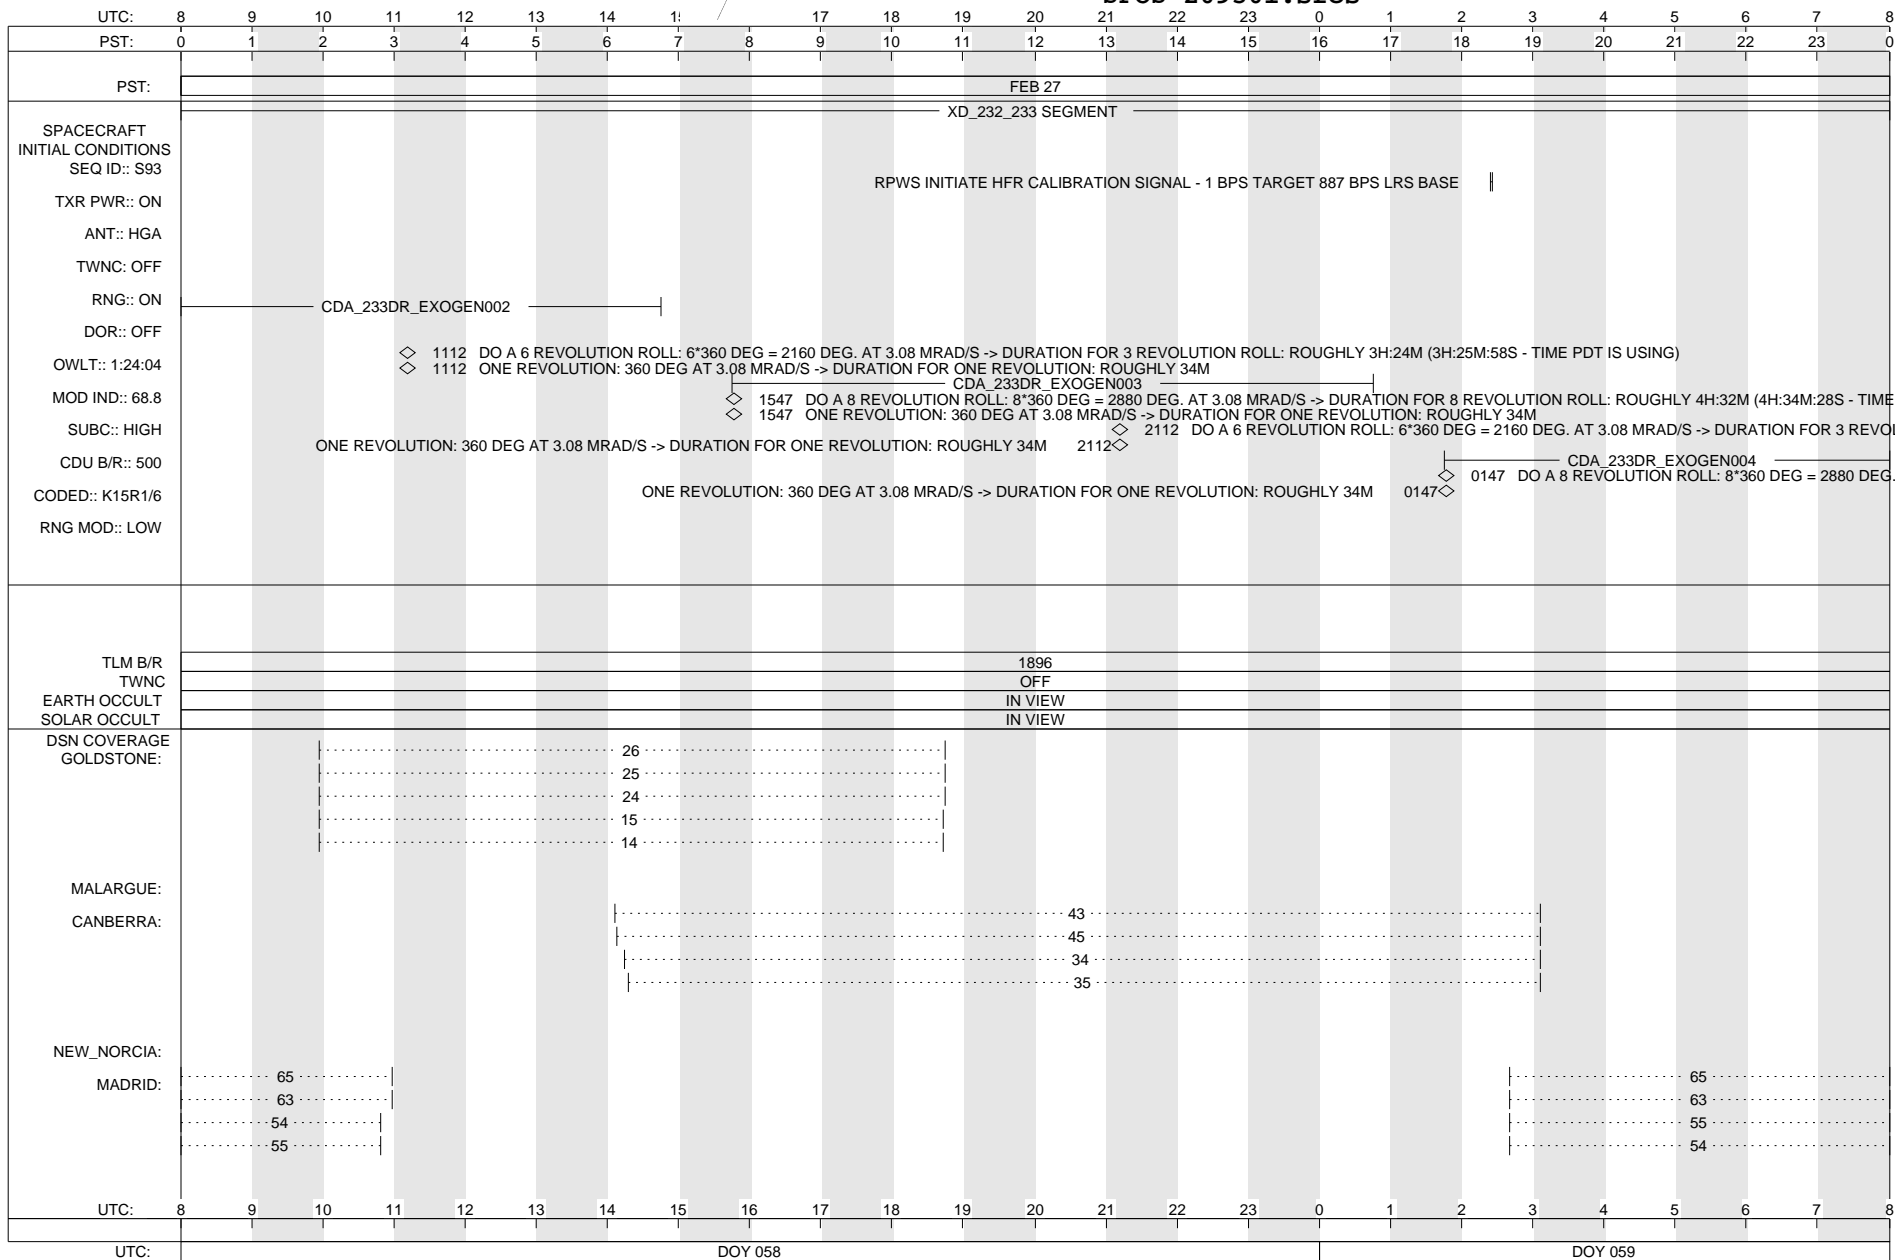 UTC: 8 9 10 11 12 13 14 17 18 19 20 21 22 23 0 1 2 3 4 5 6 7 8
PST: 0 1 2 3 4 5 6 7 8 9 10 11 12 13 14 15 16 17 18 19 20 21 22 23 0
PST: FEB 27
XD_232_233 SEGMENT
SPACECRAFT
INITIAL CONDITIONS
SEQ ID:: S93
RPWS INITIATE HFR CALIBRATION SIGNAL - 1 BPS TARGET 887 BPS LRS BASE
TXR PWR:: ON
ANT:: HGA
TWNC: OFF
RNG:: ON
CDA_233DR_EXOGEN002
DOR:: OFF
1112 DO A 6 REVOLUTION ROLL: 6*360 DEG = 2160 DEG. AT 3.08 MRAD/S -> DURATION FOR 3 REVOLUTION ROLL: ROUGHLY 3H:24M (3H:25M:58S - TIME PDT IS USING)
OWLT:: 1:24:04
1112 ONE REVOLUTION: 360 DEG AT 3.08 MRAD/S -> DURATION FOR ONE REVOLUTION: ROUGHLY 34M
CDA_233DR_EXOGEN003
MOD IND:: 68.8
1547 DO A 8 REVOLUTION ROLL: 8*360 DEG = 2880 DEG. AT 3.08 MRAD/S -> DURATION FOR 8 REVOLUTION ROLL: ROUGHLY 4H:32M (4H:34M:28S - TIME
1547 ONE REVOLUTION: 360 DEG AT 3.08 MRAD/S -> DURATION FOR ONE REVOLUTION: ROUGHLY 34M
SUBC:: HIGH
2112 DO A 6 REVOLUTION ROLL: 6*360 DEG = 2160 DEG. AT 3.08 MRAD/S -> DURATION FOR 3 REVOL
ONE REVOLUTION: 360 DEG AT 3.08 MRAD/S -> DURATION FOR ONE REVOLUTION: ROUGHLY 34M 2112
CDU B/R:: 500
CDA_233DR_EXOGEN004
0147 DO A 8 REVOLUTION ROLL: 8*360 DEG = 2880 DEG.
CODED:: K15R1/6
ONE REVOLUTION: 360 DEG AT 3.08 MRAD/S -> DURATION FOR ONE REVOLUTION: ROUGHLY 34M 0147
RNG MOD:: LOW
TLM B/R 1896
TWNC OFF
EARTH OCCULT IN VIEW
SOLAR OCCULT IN VIEW
DSN COVERAGE
GOLDSTONE:
26
25
24
15
14
MALARGUE:
CANBERRA:
43
45
34
35
NEW_NORCIA:
MADRID:
65 65
63 63
54 55
55 54
UTC: 8 9 10 11 12 13 14 15 16 17 18 19 20 21 22 23 0 1 2 3 4 5 6 7 8
UTC: DOY 058 DOY 059